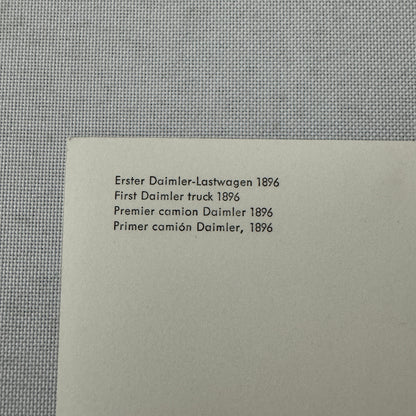 Erster Daimler-Lastwagen 1896
First Daimler truck 1896
Premier camion Daimler 1896
Primer camión Daimler, 1896